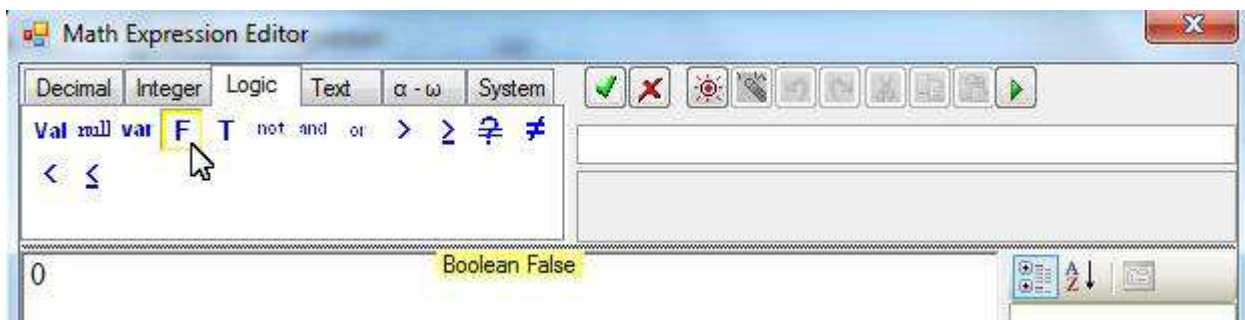 Math Expression Editor
Decimal Integer Logic Text α - ω System
Val null var F T not and or > ≥ ≟ ≠
< ≤
0
Boolean False
A
Z